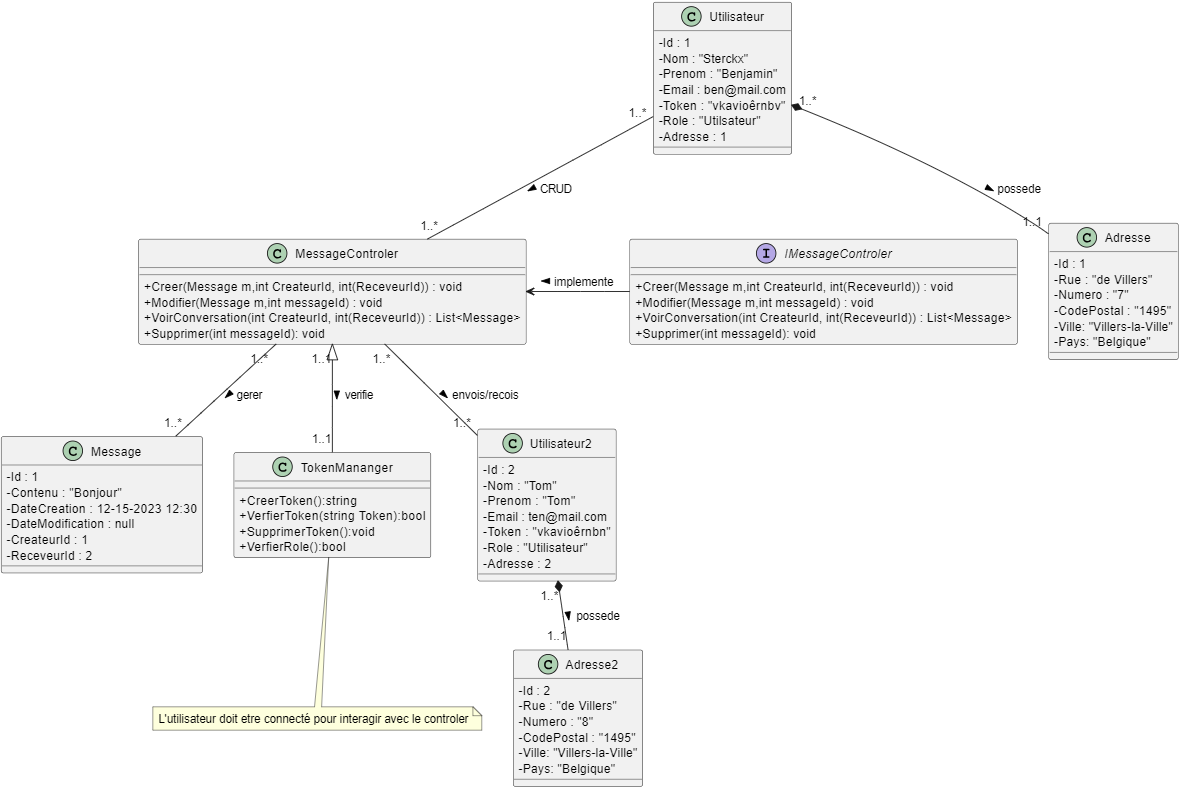 C Utilisateur
-Id : 1
-Nom : "Sterckx"
-Prenom : "Benjamin"
-Email : ben@mail.com
-Token : "vkavioêrnbv"
-Role : "Utilsateur"
-Adresse : 1
1..*
1..*
CRUD
possede
1..*
1..1
C MessageControler
+Creer(Message m,int CreateurId, int(ReceveurId)) : void
+Modifier(Message m,int messageId) : void
+VoirConversation(int CreateurId, int(ReceveurId)) : List<Message>
+Supprimer(int messageId): void
implemente
I IMessageControler
+Creer(Message m,int CreateurId, int(ReceveurId)) : void
+Modifier(Message m,int messageId) : void
+VoirConversation(int CreateurId, int(ReceveurId)) : List<Message>
+Supprimer(int messageId): void
C Adresse
-Id : 1
-Rue : "de Villers"
-Numero : "7"
-CodePostal : "1495"
-Ville: "Villers-la-Ville"
-Pays: "Belgique"
1..*
1..1
1..*
gerer
verifie
envois/recois
1..*
1..1
1..*
C Message
-Id : 1
-Contenu : "Bonjour"
-DateCreation : 12-15-2023 12:30
-DateModification : null
-CreateurId : 1
-ReceveurId : 2
C TokenMananger
+CreerToken():string
+VerfierToken(string Token):bool
+SupprimerToken():void
+VerfierRole():bool
C Utilisateur2
-Id : 2
-Nom : "Tom"
-Prenom : "Tom"
-Email : ten@mail.com
-Token : "vkavioêrnbn"
-Role : "Utilisateur"
-Adresse : 2
1..*
possede
1..1
C Adresse2
-Id : 2
-Rue : "de Villers"
-Numero : "8"
-CodePostal : "1495"
-Ville: "Villers-la-Ville"
-Pays: "Belgique"
L'utilisateur doit etre connecté pour interagir avec le controler